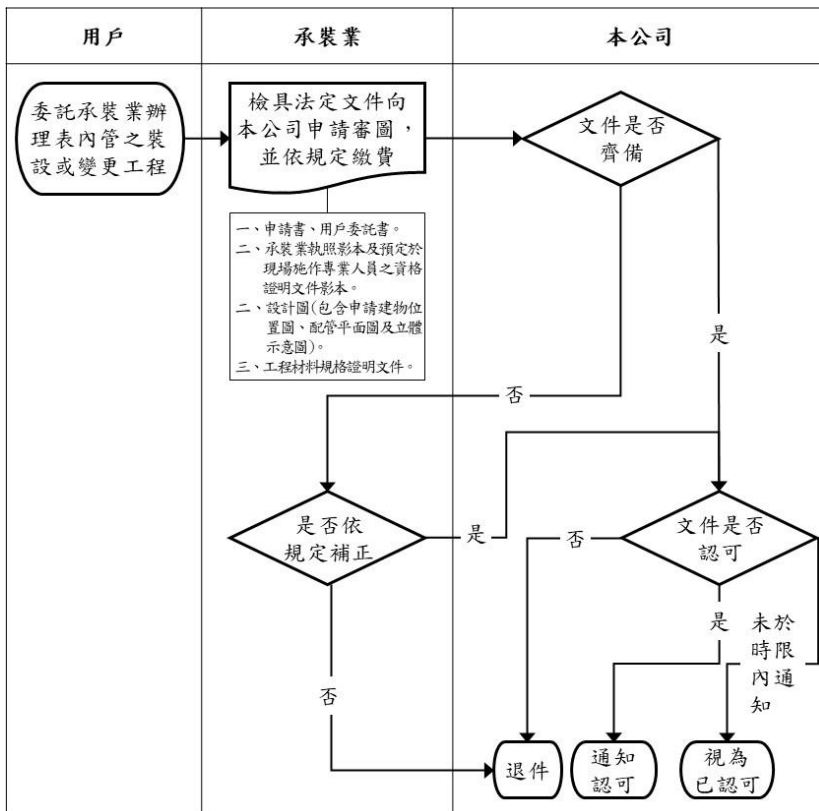 用戶
承裝業
本公司
委託承裝業辦
理表內管之裝
設或變更工程
檢具法定文件向
本公司申請審圖，
並依規定繳費
文件是否
齊備
一、申請書、用戶委託書。
二、承裝業執照影本及預定於
現場施作專業人員之資格
證明文件影本。
二、設計圖(包含申請建物位
置圖、配管平面圖及立體
示意圖)。
三、工程材料規格證明文件。
是
否
是否依
規定補正
是
否
文件是否
認可
是
未於
時限
內通
知
否
退件
通知
認可
視為
已認可